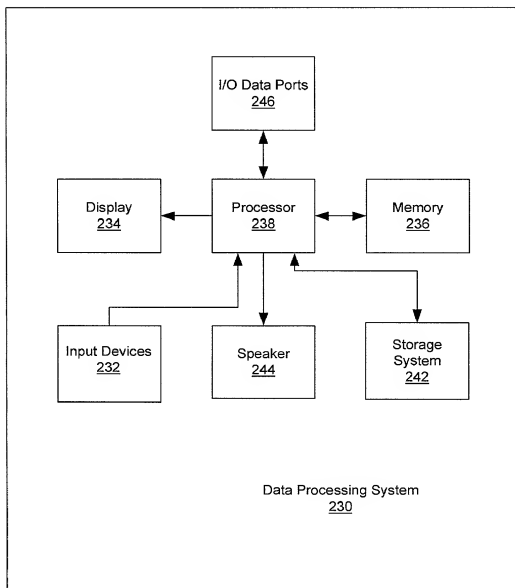 I/O Data Ports
246
Display
234
Processor
238
Memory
236
Input Devices
232
Speaker
244
Storage
System
242
Data Processing System
230